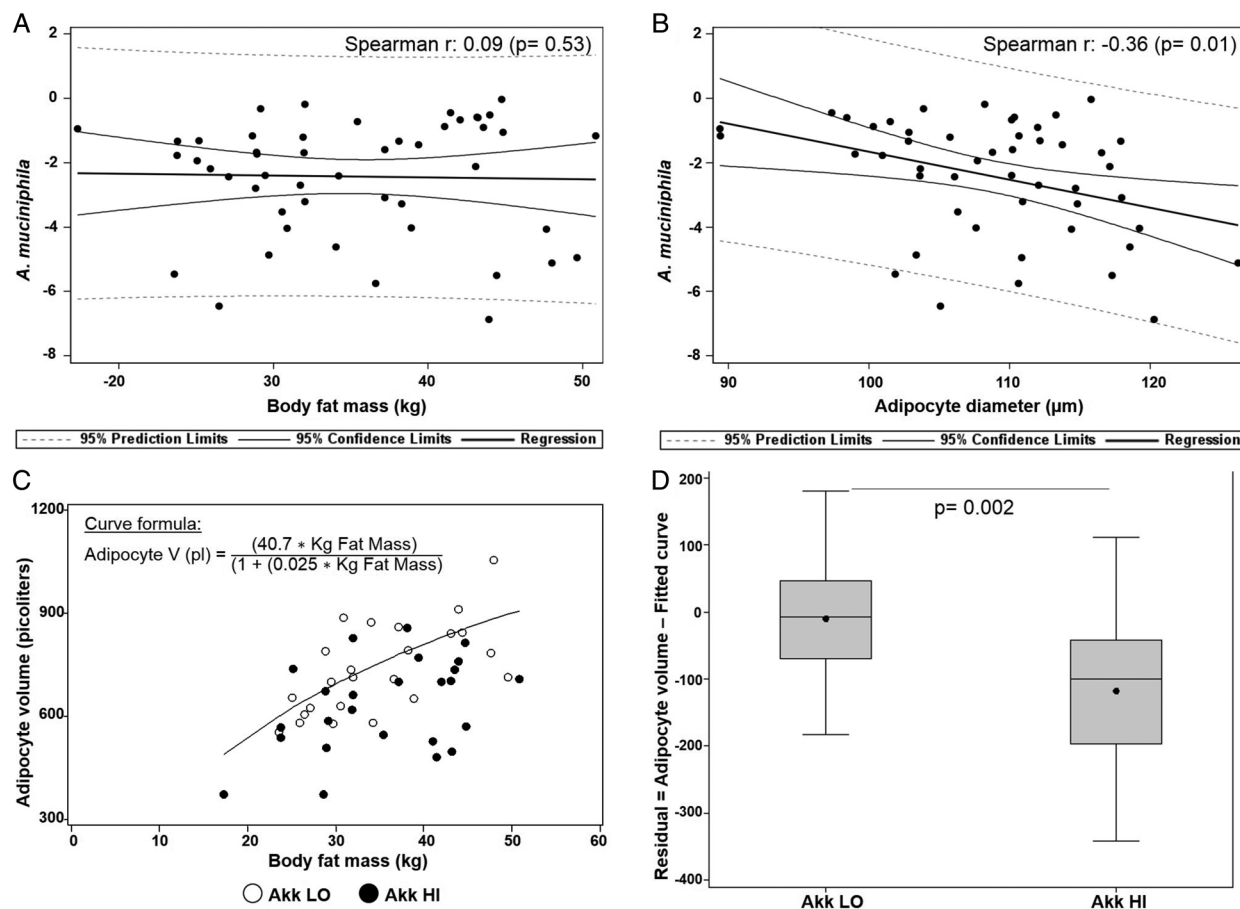 A
Spearman r: 0.09 (p= 0.53)
A. muciniphila
2
0
-2
-4
-6
-8
-20
30
40
50
Body fat mass (kg)
95% Prediction Limits
95% Confidence Limits
Regression
B
Spearman r: -0.36 (p= 0.01)
A. muciniphila
2
0
-2
-4
-6
-8
90
100
110
120
Adipocyte diameter (µm)
95% Prediction Limits
95% Confidence Limits
Regression
C
Curve formula:
Adipocyte V (pl) = (40.7 * Kg Fat Mass)
(1 + (0.025 * Kg Fat Mass)
Adipocyte volume (picoliters)
1200
900
600
300
0
10
20
30
40
50
60
Body fat mass (kg)
Akk LO
Akk HI
D
p= 0.002
Residual = Adipocyte volume – Fitted curve
200
100
0
-100
-200
-300
-400
Akk LO
Akk HI